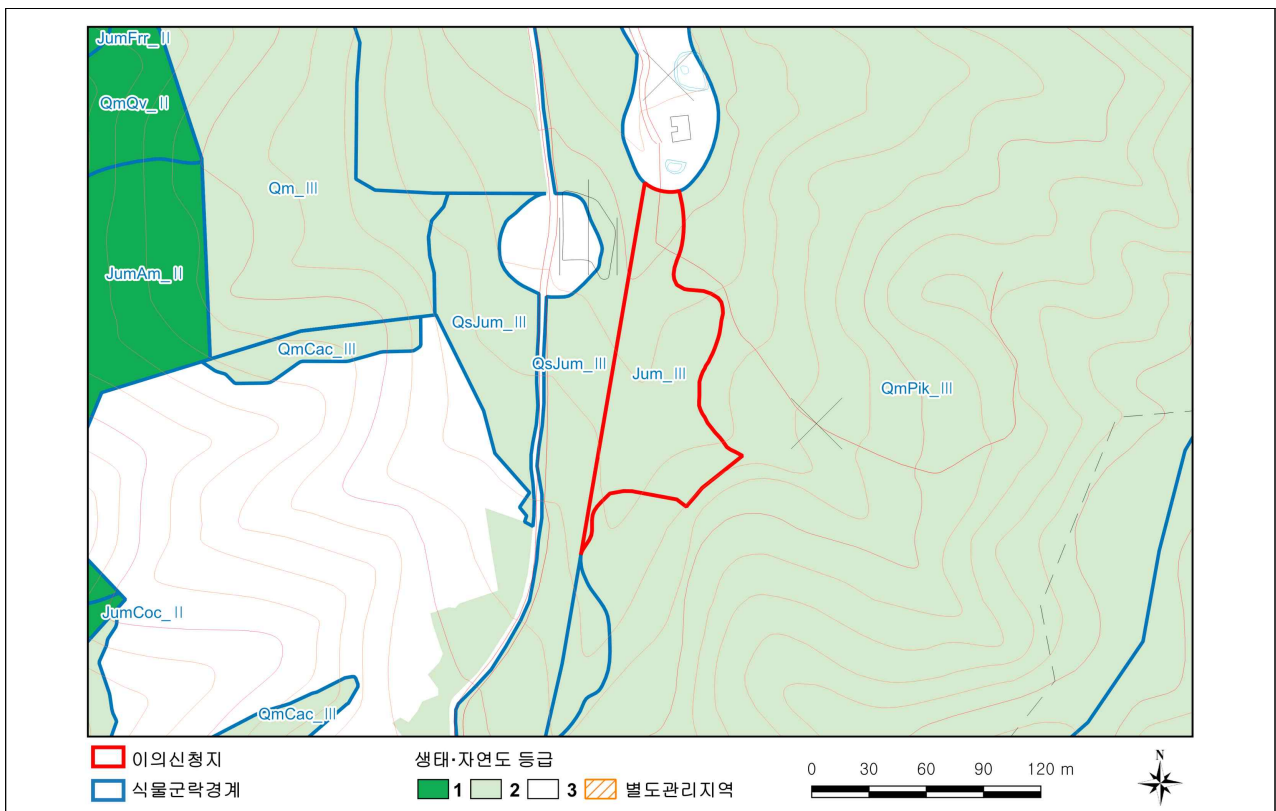 JumFrr_Ⅱ
QmQv_Ⅱ
Qm_Ⅲ
JumAm_Ⅱ
QsJum_Ⅲ
QmCac_Ⅲ
QsJum_Ⅲ
Jum_Ⅲ
QmPik_Ⅲ
JumCoc_Ⅱ
QmCac_Ⅲ
이의신청지
식물군락경계
생태·자연도 등급
1 2 3 별도관리지역
0 30 60 90 120 m
N